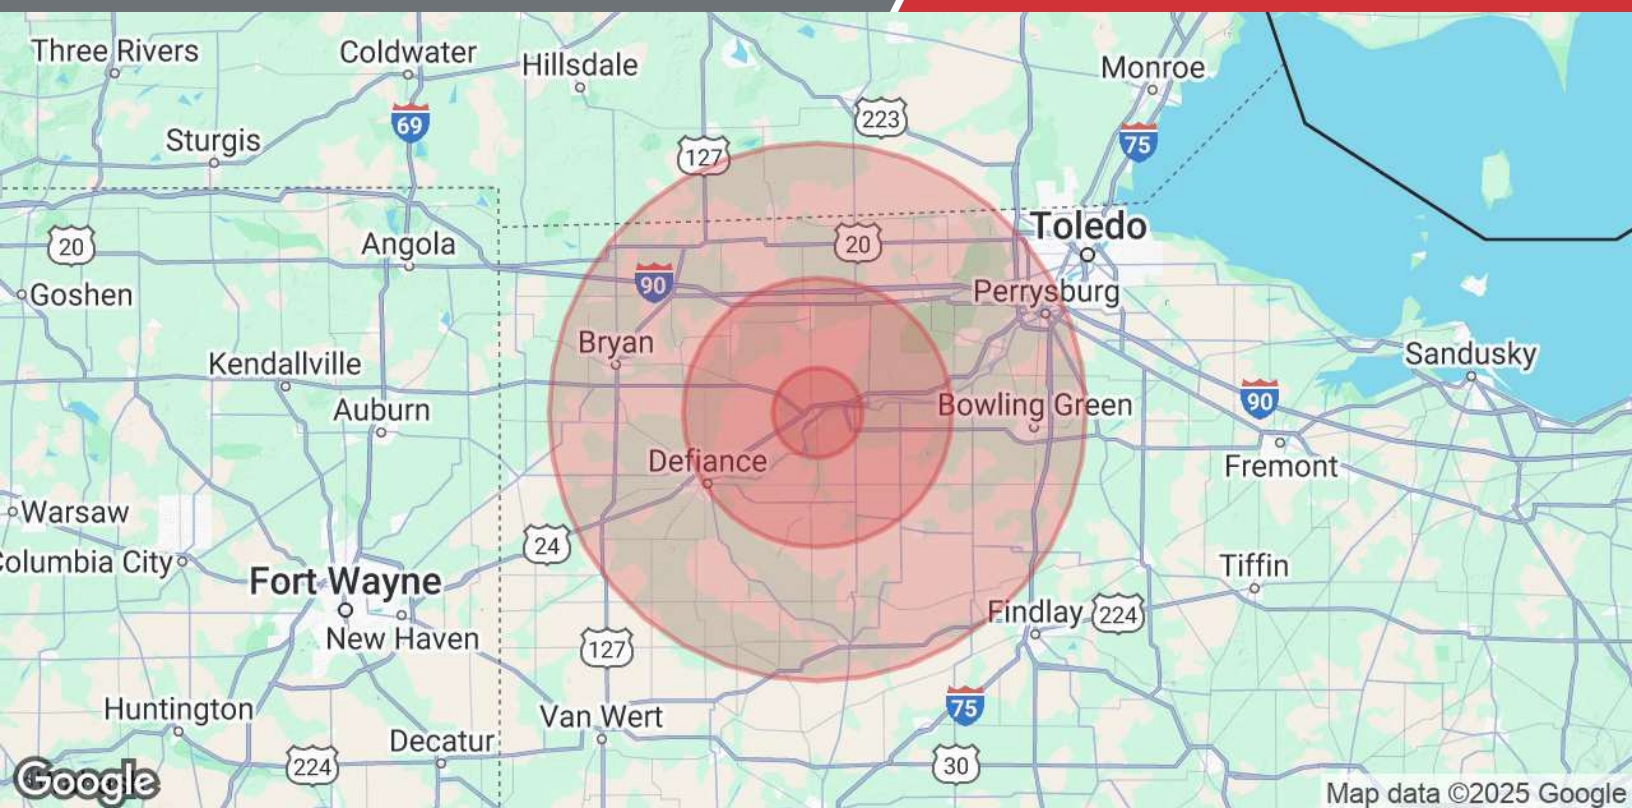 Three Rivers
Coldwater
Hillsdale
Monroe
69
223
75
Sturgis
127
Toledo
20
Angola
20
90
Goshen
Perrysburg
Bryan
Kendallville
Sandusky
90
Auburn
Bowling Green
Defiance
Fremont
Warsaw
24
Columbia City
Tiffin
Fort Wayne
Findlay
224
New Haven
127
Huntington
Van Wert
75
Decatur
224
30
Google
Map data ©2025 Google